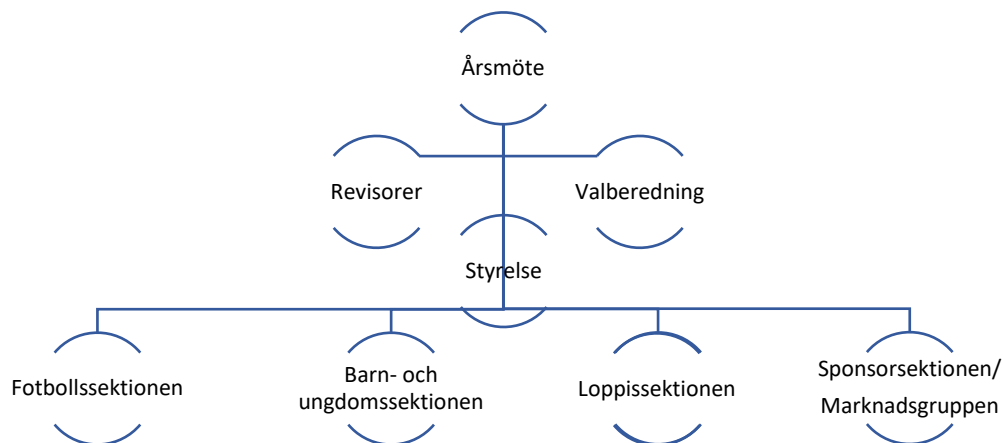 Årsmöte
Revisorer
Valberedning
Styrelse
Fotbollssektionen
Barn- och
ungdomssektionen
Loppissektionen
Sponsorsektionen/
Marknadsgruppen